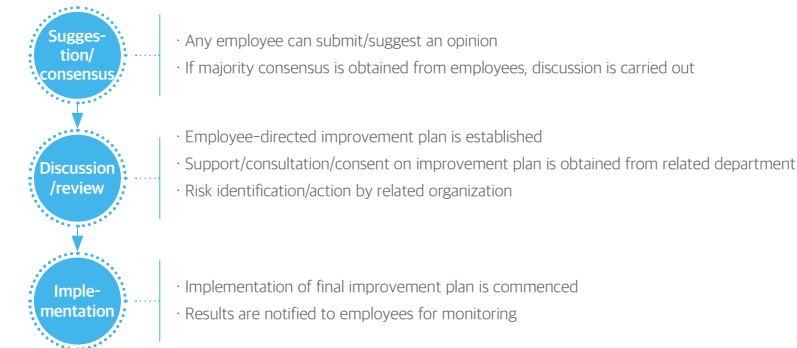 Sugges-
tion/
consensus
· Any employee can submit/suggest an opinion
· If majority consensus is obtained from employees, discussion is carried out
Discussion
/review
· Employee-directed improvement plan is established
· Support/consultation/consent on improvement plan is obtained from related department
· Risk identification/action by related organization
Imple-
mentation
· Implementation of final improvement plan is commenced
· Results are notified to employees for monitoring